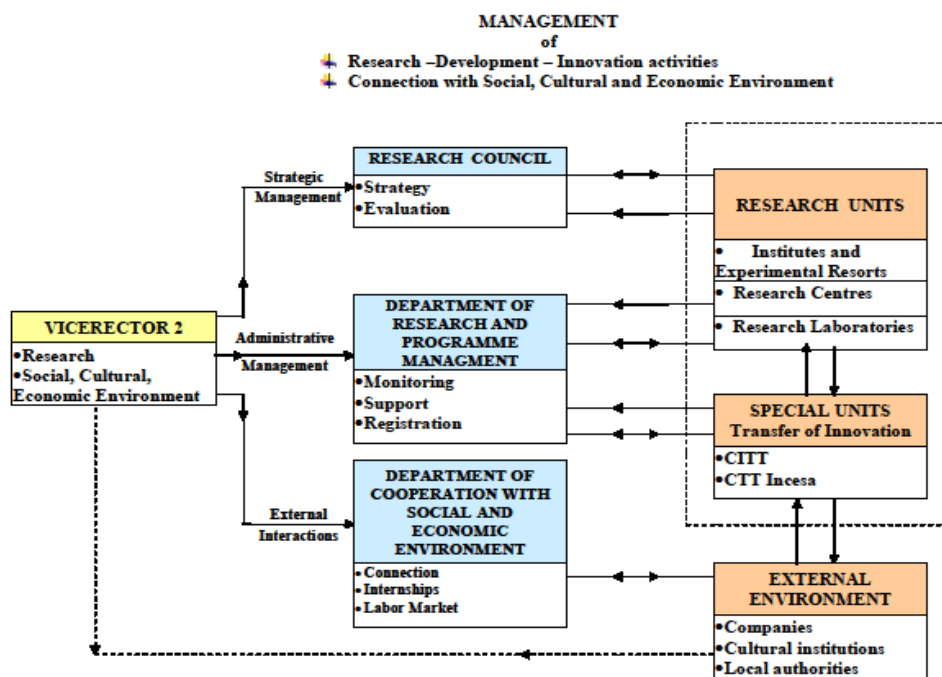 MANAGEMENT
of
Research –Development – Innovation activities
Connection with Social, Cultural and Economic Environment
RESEARCH COUNCIL
•Strategy
•Evaluation
Strategic
Management
RESEARCH UNITS
• Institutes and
Experimental Resorts
• Research Centres
• Research Laboratories
VICERECTOR 2
•Research
•Social, Cultural,
Economic Environment
Administrative
Management
DEPARTMENT OF
RESEARCH AND
PROGRAMME
MANAGMENT
•Monitoring
•Support
•Registration
SPECIAL UNITS
Transfer of Innovation
•CITT
•CTT Incesa
External
Interactions
DEPARTMENT OF
COOPERATION WITH
SOCIAL AND
ECONOMIC
ENVIRONMENT
•Connection
•Internships
•Labor Market
EXTERNAL
ENVIRONMENT
•Companies
•Cultural institutions
•Local authorities